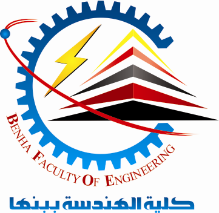 BENHA FACULTY OF ENGINEERING
كلية الهندسة ببنها